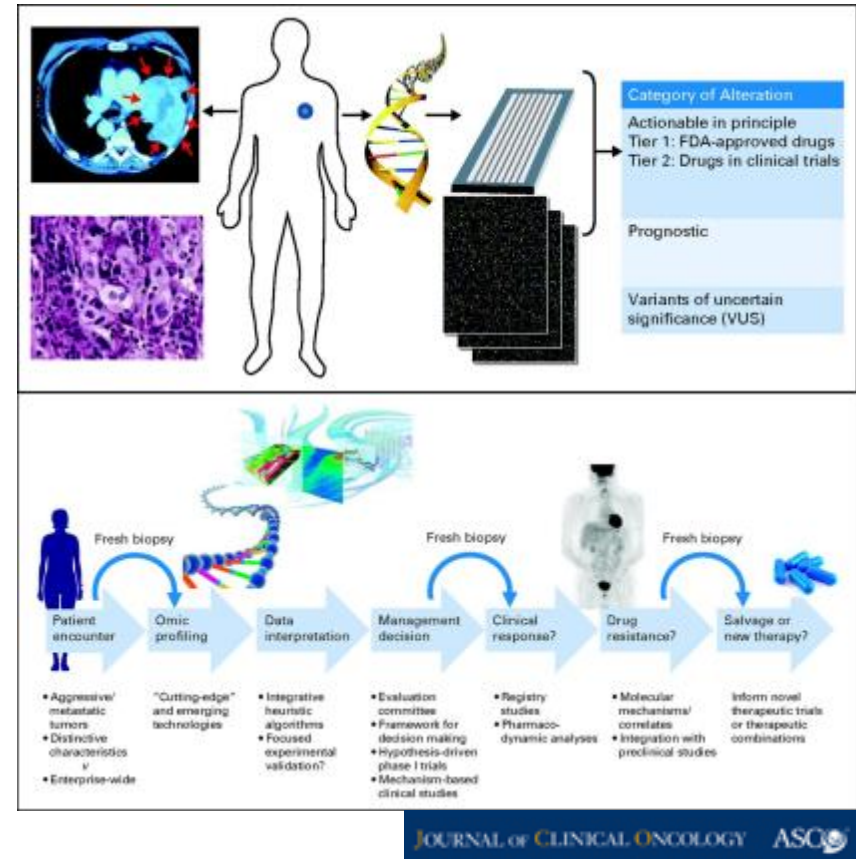 Category of Alteration
Actionable in principle
Tier 1: FDA-approved drugs
Tier 2: Drugs in clinical trials
Prognostic
Variants of uncertain
significance (VUS)
Fresh biopsy
Fresh biopsy
Fresh biopsy
Patient
encounter
Omic
profiling
Data
interpretation
Management
decision
Clinical
response?
Drug
resistance?
Salvage or
new therapy?
• Aggressive/
metastatic
tumors
• Distinctive
characteristics
v
• Enterprise-wide
"Cutting-edge"
and emerging
technologies
• Integrative
heuristic
algorithms
• Focused
experimental
validation?
• Evaluation
committee
• Framework for
decision making
• Hypothesis-driven
phase I trials
• Mechanism-based
clinical studies
• Registry
studies
• Pharmaco-
dynamic analyses
• Molecular
mechanisms/
correlates
• Integration with
preclinical studies
Inform novel
therapeutic trials
or therapeutic
combinations
JOURNAL OF CLINICAL ONCOLOGY ASCO